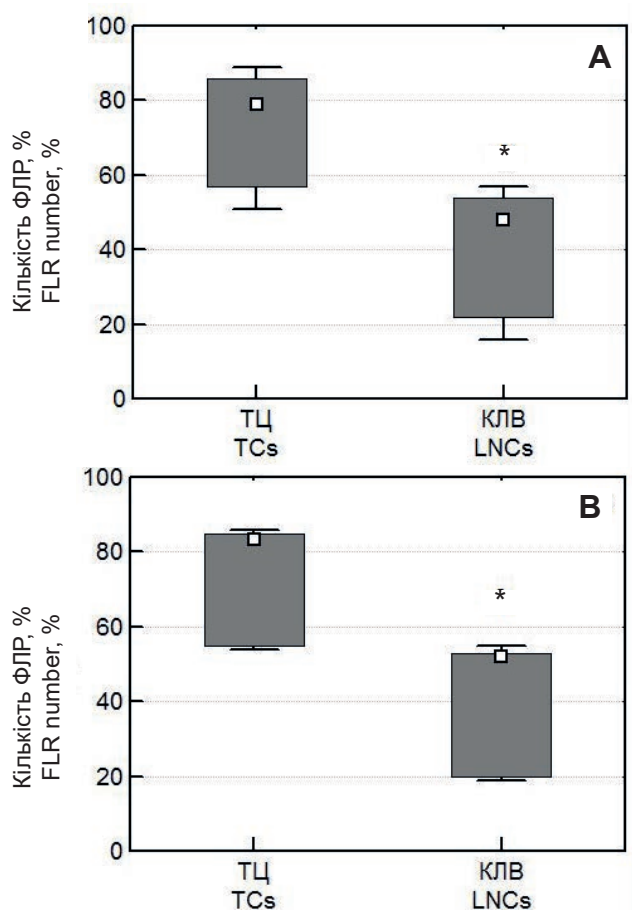 Кількість ФЛР, %
FLR number, %
100
80
60
40
20
0
A
*
ТЦ
TCs
КЛВ
LNCs
Кількість ФЛР, %
FLR number, %
100
80
60
40
20
0
B
*
ТЦ
TCs
КЛВ
LNCs